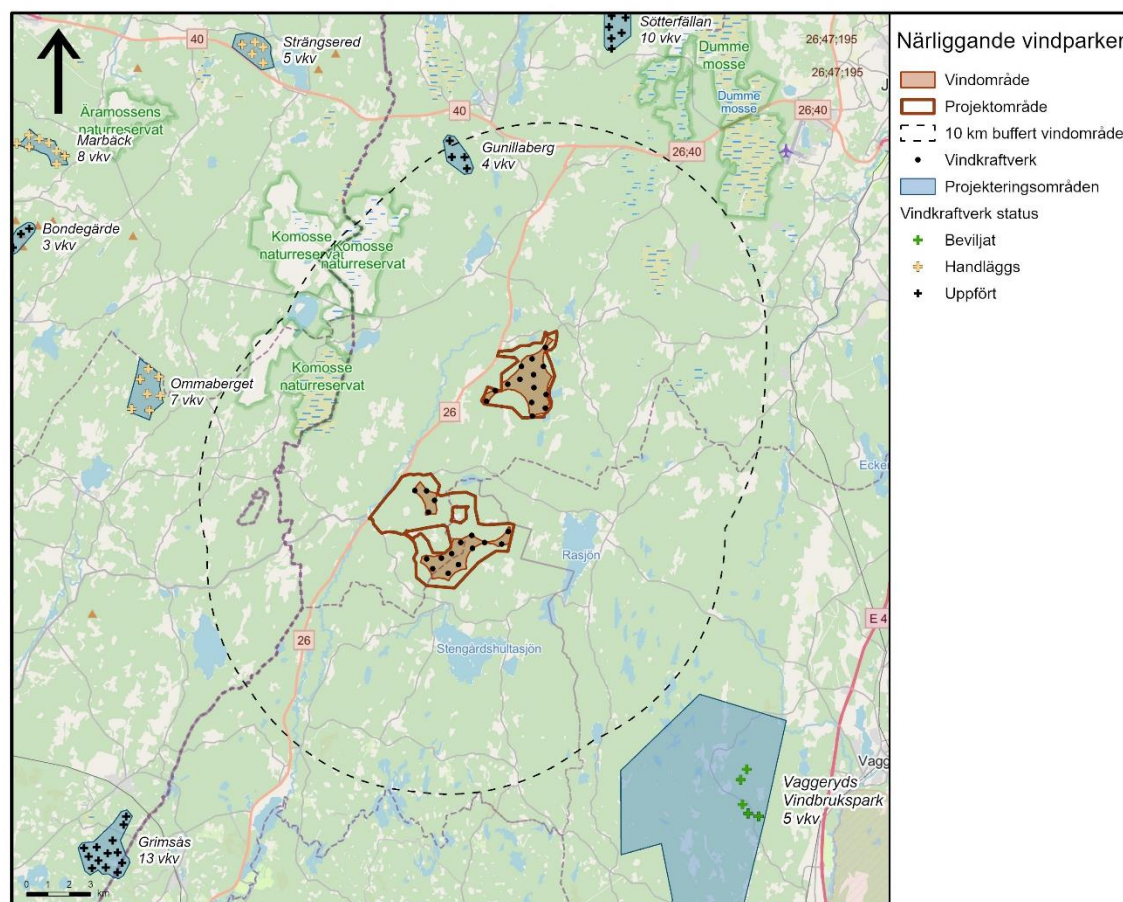 Sötterfällan
10 vkv
40
Strängsered
5 vkv
Dumme
mosse
26;47;195
26;47;195
J
Äramossens
naturreservat
Dumme
mosse
26;40
40
Marbäck
8 vkv
Gunillaberg
4 vkv
26;40
Bondegärde
3 vkv
Komosse
naturreservat
Komosse
naturreservat
Komosse
naturreservat
Ommaberget
7 vkv
26
Ecker
Rasjön
E 4
26
Stengårdshultasjön
Vagg
Vaggeryds
Vindbrukspark
5 vkv
Grimsås
13 vkv
0 1 2 3
km
Närliggande vindparker
Vindområde
Projektområde
10 km buffert vindområde
Vindkraftverk
Projekteringsområden
Vindkraftverk status
Beviljat
Handläggs
Uppfört